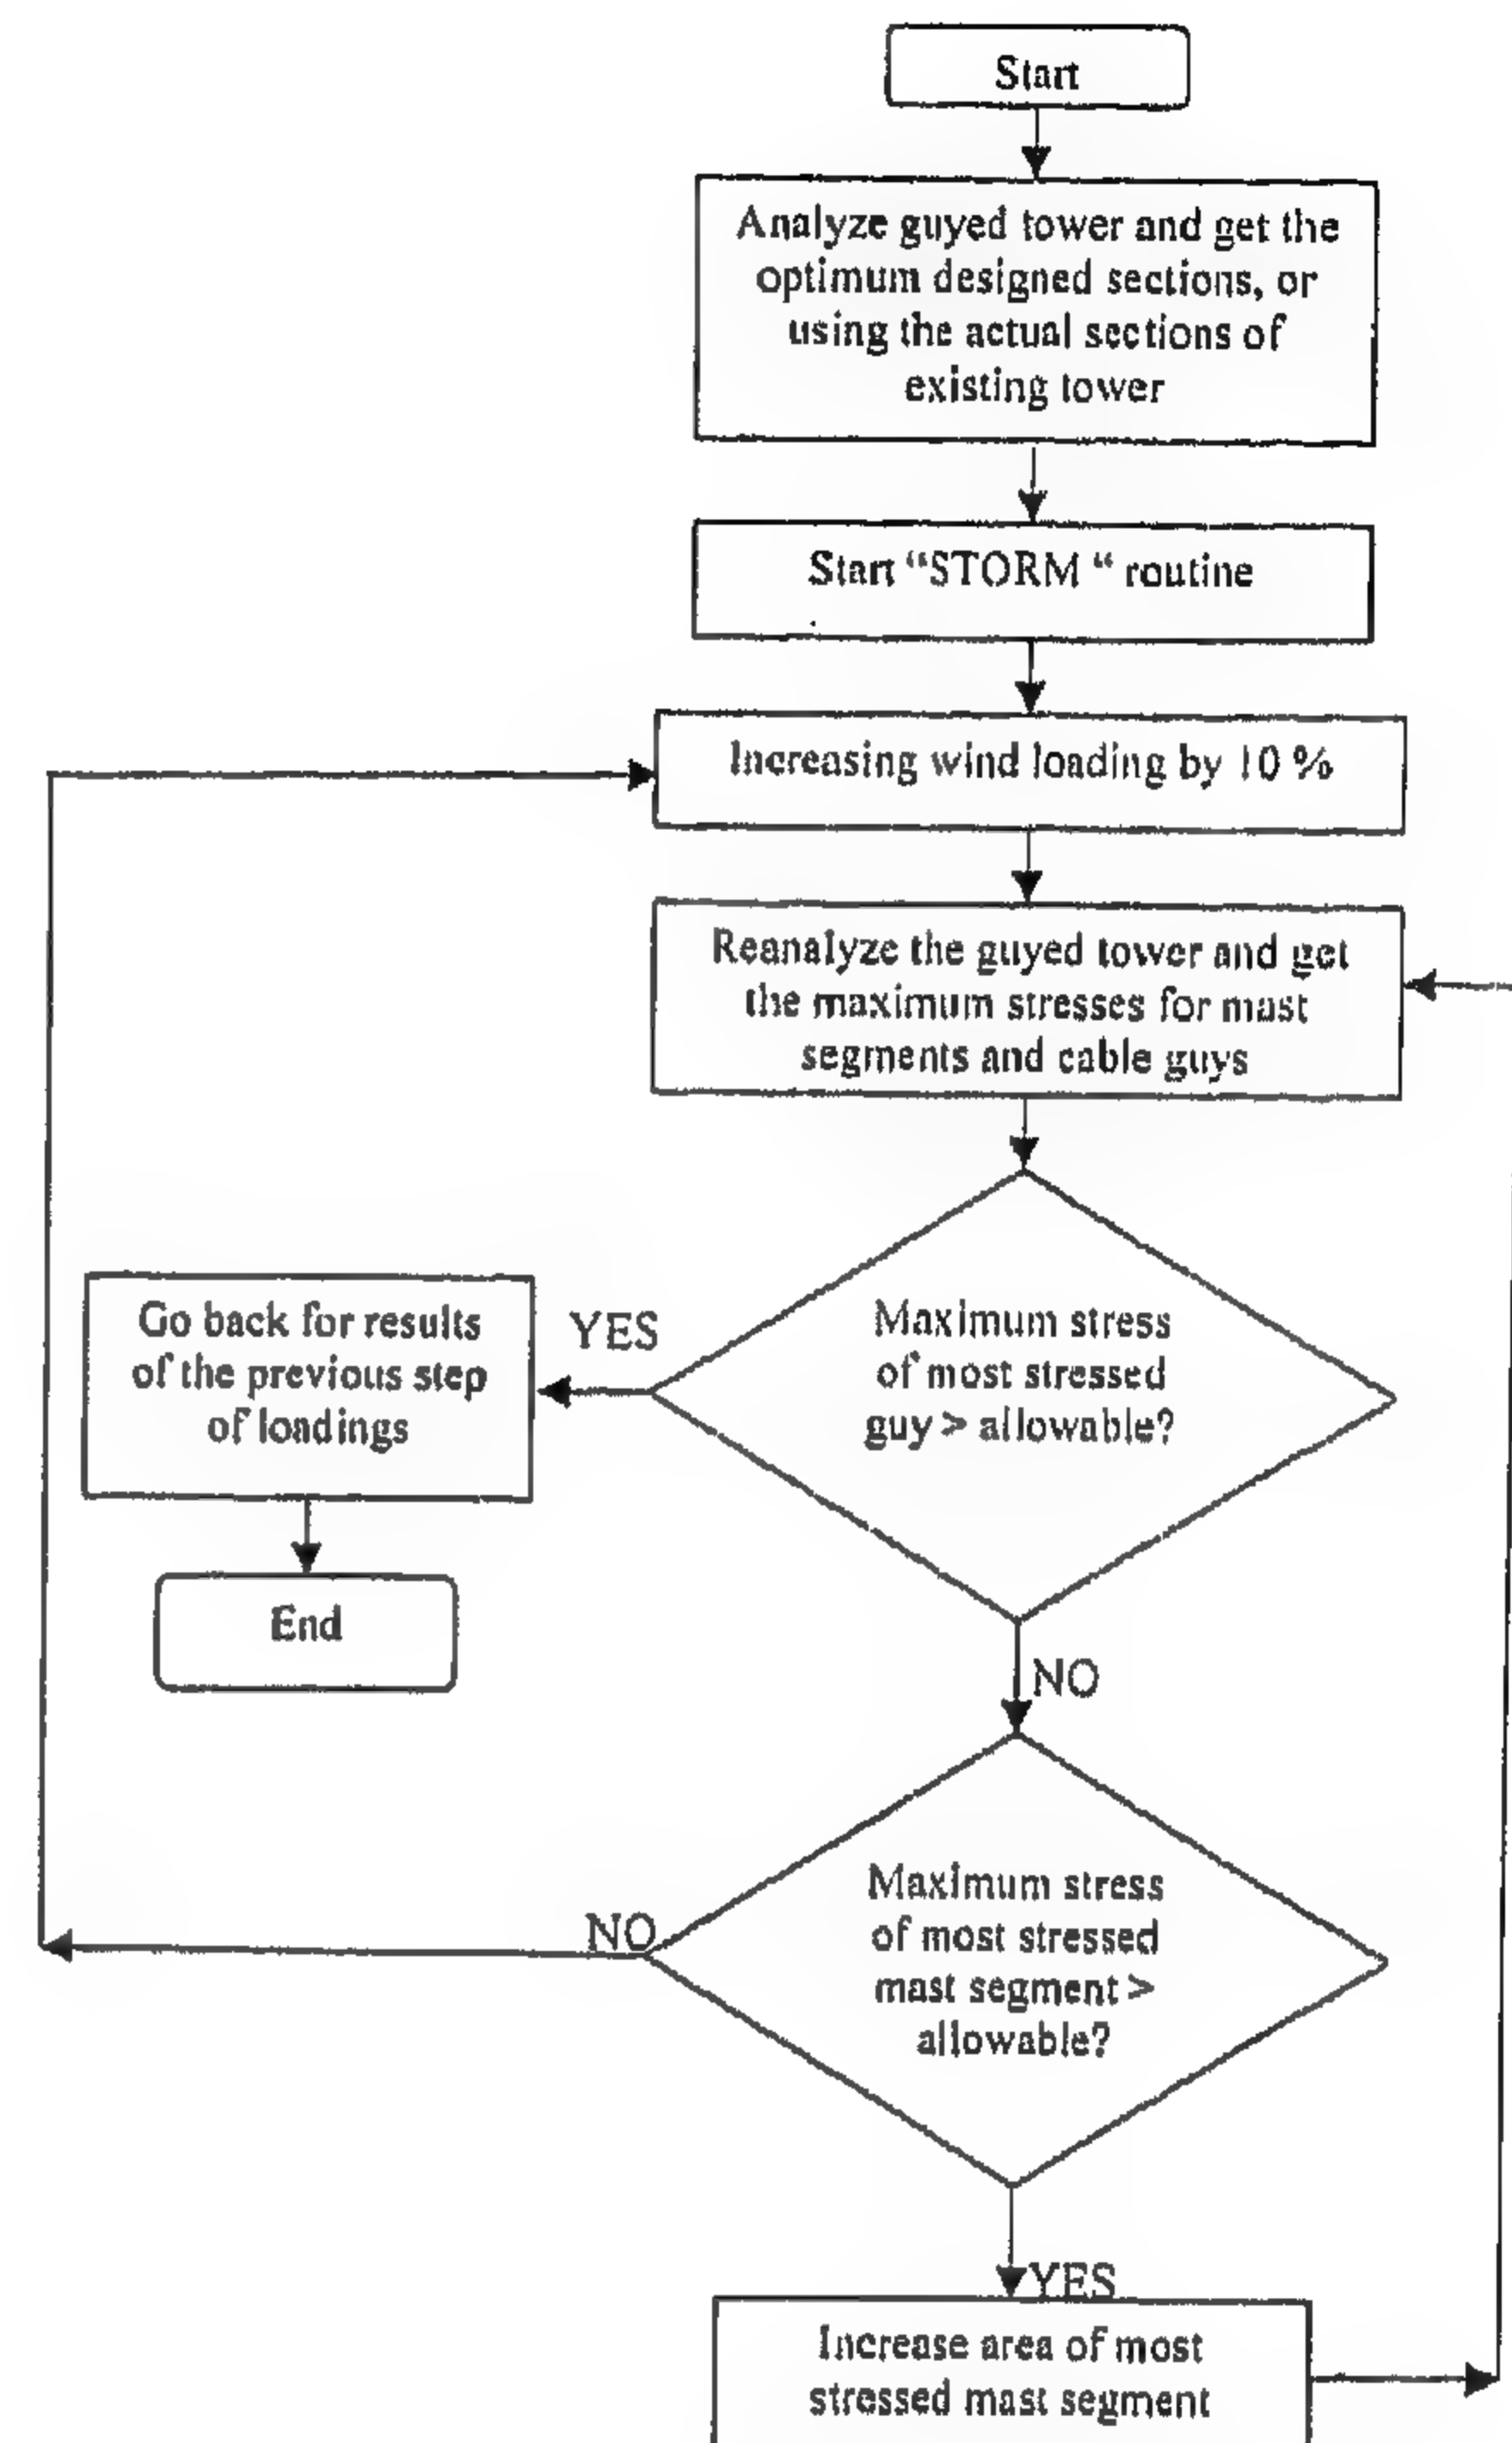 Start
Analyze guyed tower and get the
optimum designed sections, or
using the actual sections of
existing tower
Start “STORM “ routine
Increasing wind loading by 10 %
Reanalyze the guyed tower and get
the maximum stresses for mast
segments and cable guys
Go back for results
of the previous step
of loadings
YES
Maximum stress
of most stressed
guy > allowable?
End
NO
NO
Maximum stress
of most stressed
mast segment >
allowable?
YES
Increase area of most
stressed mast segment